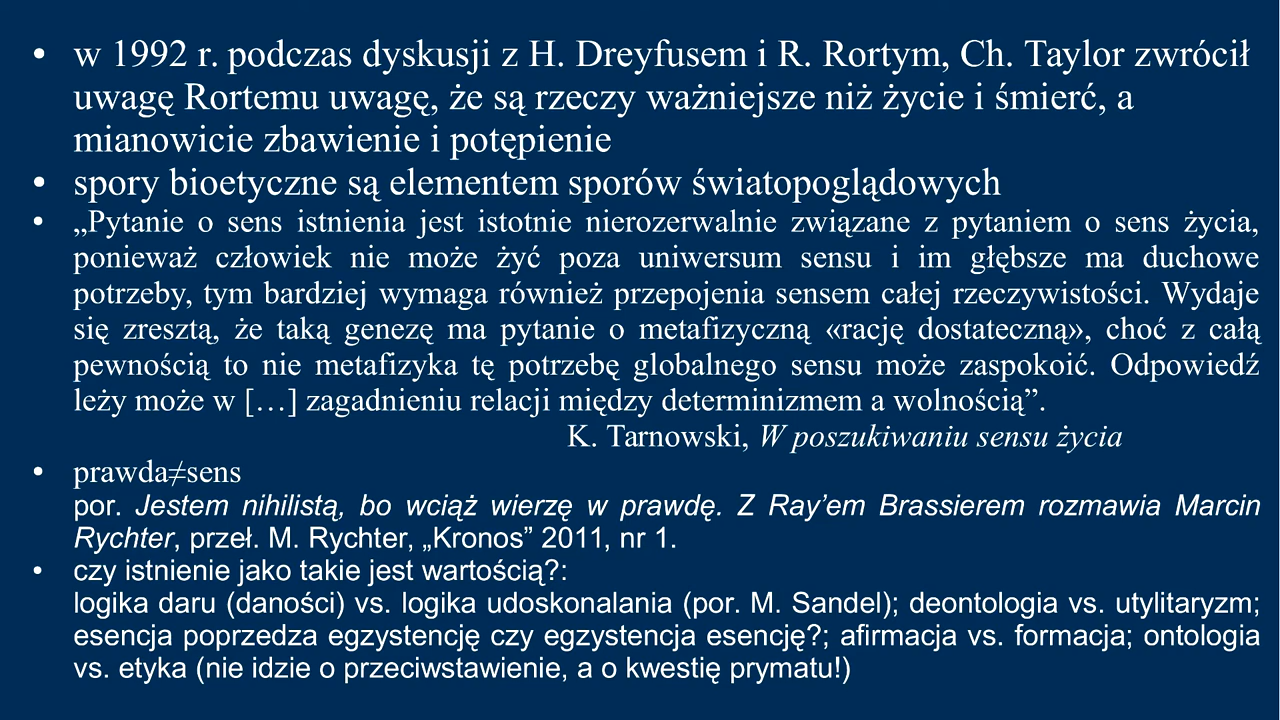 • w 1992 r. podczas dyskusji z H. Dreyfusem i R. Rortym, Ch. Taylor zwrócił
uwagę Rortemu uwagę, że są rzeczy ważniejsze niż życie i śmierć, a
mianowicie zbawienie i potępienie
• spory bioetyczne są elementem sporów światopoglądowych
• „Pytanie o sens istnienia jest istotnie nierozerwalnie związane z pytaniem o sens życia,
ponieważ człowiek nie może żyć poza uniwersum sensu i im głębsze ma duchowe
potrzeby, tym bardziej wymaga również przepojenia sensem całej rzeczywistości. Wydaje
się zresztą, że taką genezę ma pytanie o metafizyczną «rację dostateczną», choć z całą
pewnością to nie metafizyka tę potrzebę globalnego sensu może zaspokoić. Odpowiedź
leży może w […] zagadnieniu relacji między determinizmem a wolnością”.
K. Tarnowski, W poszukiwaniu sensu życia
• prawda≠sens
por. Jestem nihilistą, bo wciąż wierzę w prawdę. Z Ray’em Brassierem rozmawia Marcin
Rychter, przeł. M. Rychter, „Kronos” 2011, nr 1.
• czy istnienie jako takie jest wartością?:
logika daru (daności) vs. logika udoskonalania (por. M. Sandel); deontologia vs. utylitaryzm;
esencja poprzedza egzystencję czy egzystencja esencję?; afirmacja vs. formacja; ontologia
vs. etyka (nie idzie o przeciwstawienie, a o kwestię prymatu!)